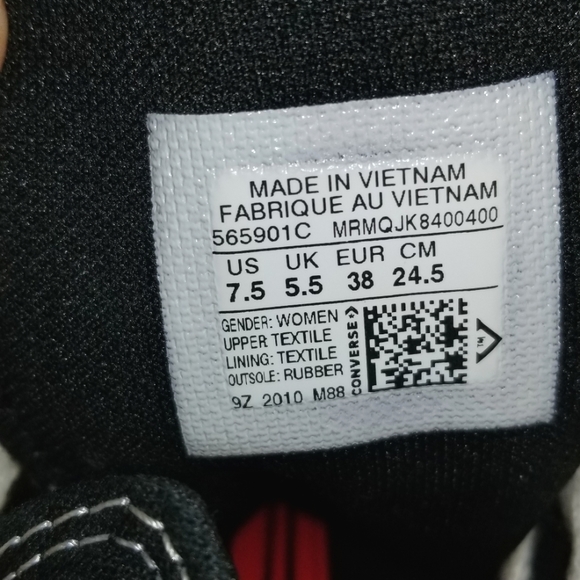 MADE IN VIETNAM
FABRIQUE AU VIETNAM
565901C MRMQJK8400400
US UK EUR CM
7.5 5.5 38 24.5
GENDER: WOMEN
UPPER TEXTILE
LINING: TEXTILE
OUTSOLE: RUBBER
9Z 2010 M88
CONVERSE
TM